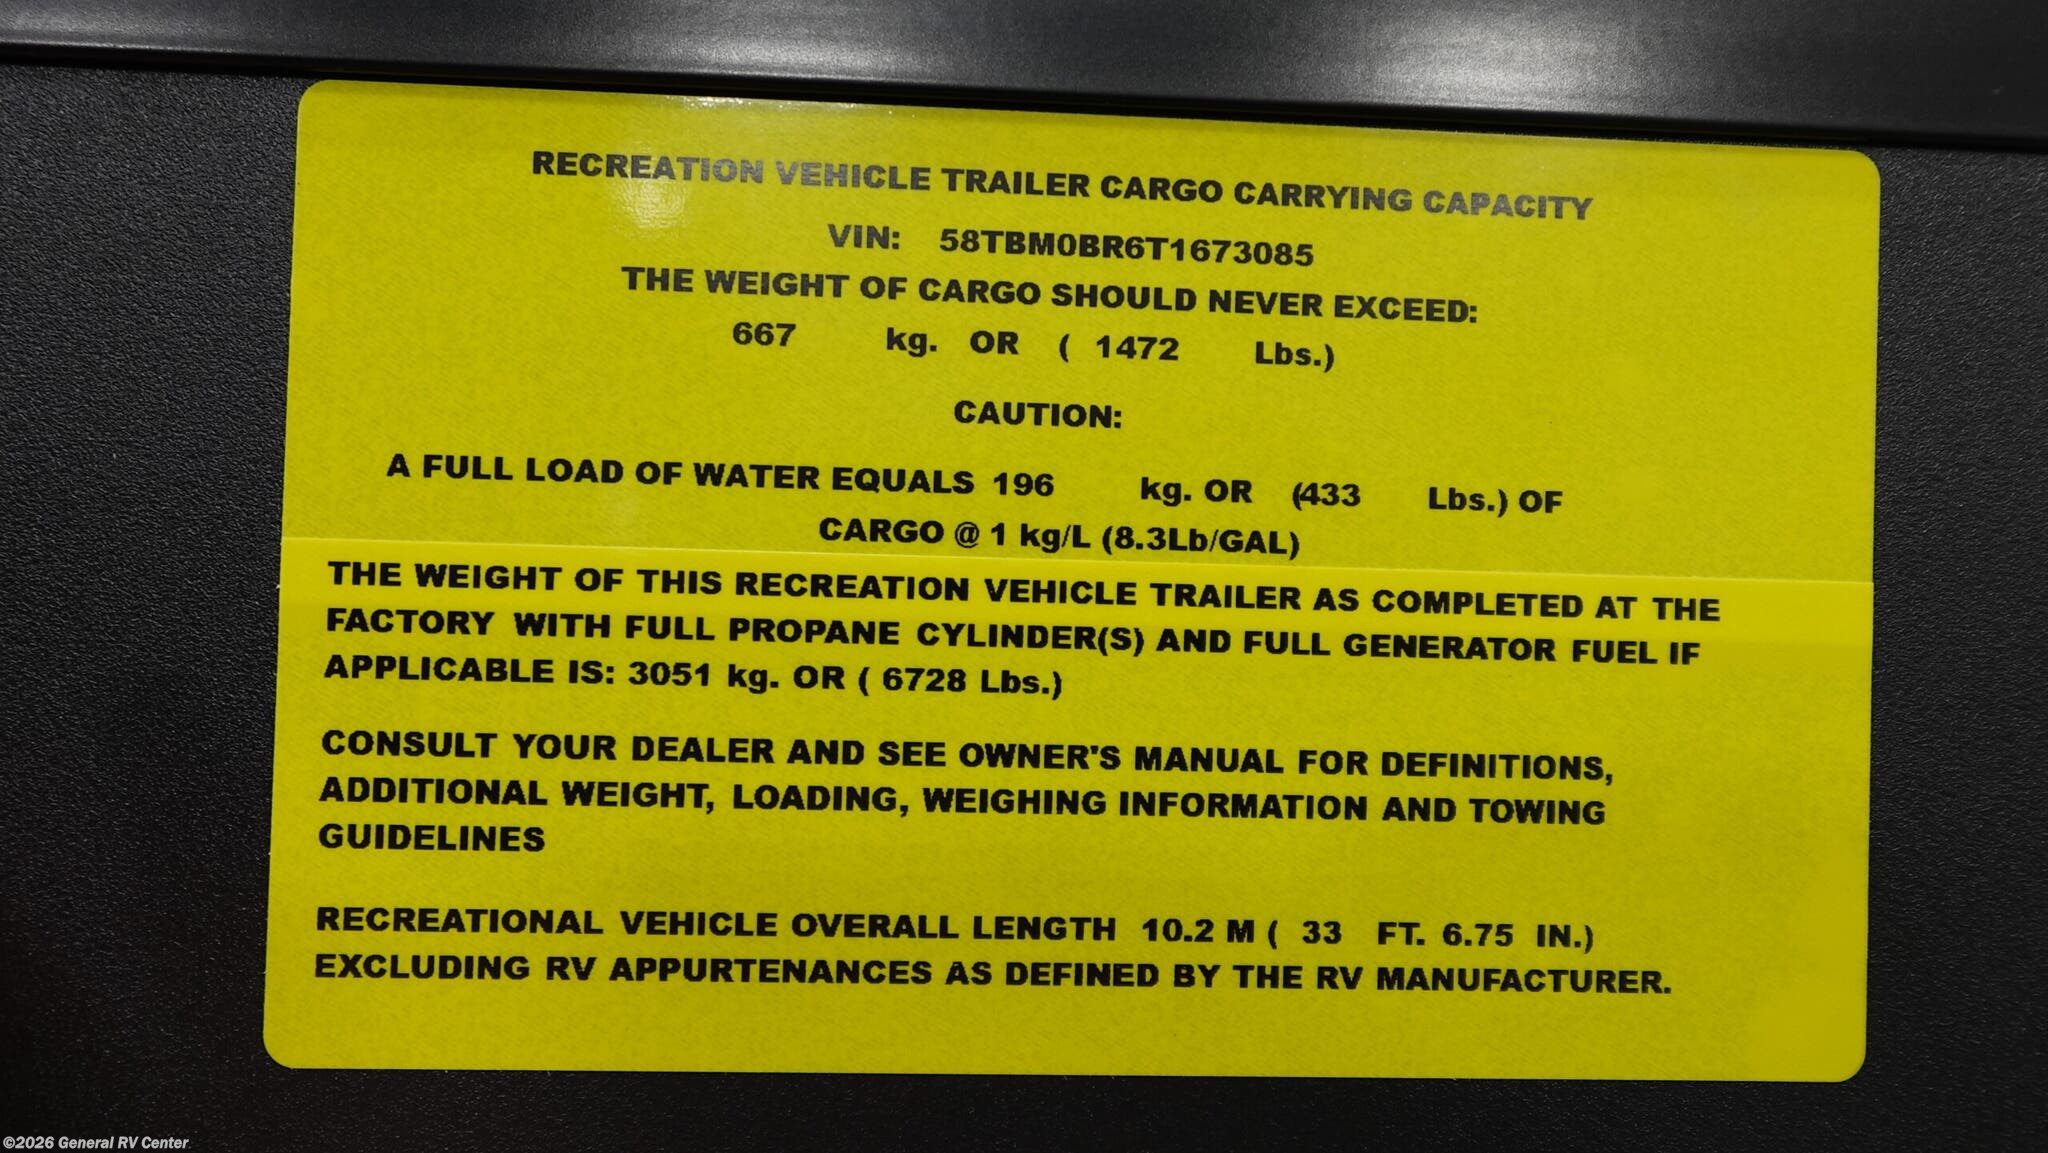 RECREATION VEHICLE TRAILER CARGO CARRYING CAPACITY
VIN: 58TBM0BR6T1673085
THE WEIGHT OF CARGO SHOULD NEVER EXCEED:
667 kg. OR ( 1472 Lbs.)
CAUTION:
A FULL LOAD OF WATER EQUALS 196 kg. OR (433 Lbs.) OF
CARGO @ 1 kg/L (8.3Lb/GAL)
THE WEIGHT OF THIS RECREATION VEHICLE TRAILER AS COMPLETED AT THE
FACTORY WITH FULL PROPANE CYLINDER(S) AND FULL GENERATOR FUEL IF
APPLICABLE IS: 3051 kg. OR ( 6728 Lbs.)
CONSULT YOUR DEALER AND SEE OWNER'S MANUAL FOR DEFINITIONS,
ADDITIONAL WEIGHT, LOADING, WEIGHING INFORMATION AND TOWING
GUIDELINES
RECREATIONAL VEHICLE OVERALL LENGTH 10.2 M ( 33 FT. 6.75 IN.)
EXCLUDING RV APPURTENANCES AS DEFINED BY THE RV MANUFACTURER.
©2026 General RV Center